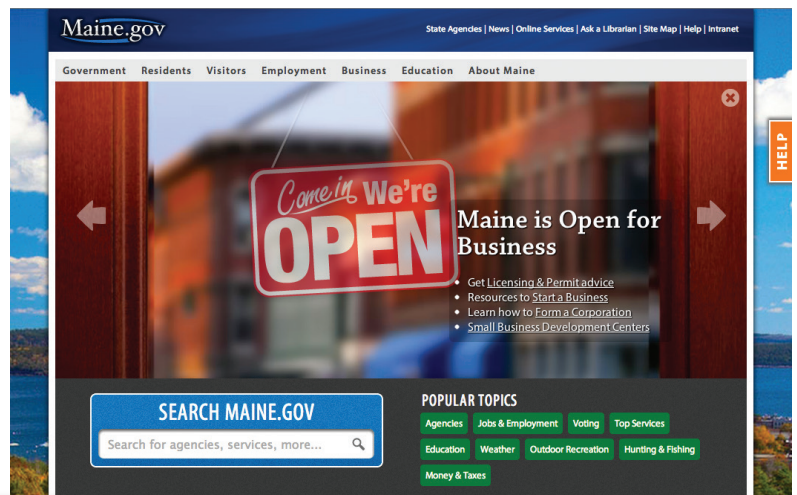 Maine.gov
State Agencies | News | Online Services | Ask a Librarian | Site Map | Help | Intranet
Government Residents Visitors Employment Business Education About Maine
HELP
Come in We're
OPEN
Maine is Open for
Business
• Get Licensing & Permit advice
• Resources to Start a Business
• Learn how to Form a Corporation
• Small Business Development Centers
SEARCH MAINE.GOV
Search for agencies, services, more...
POPULAR TOPICS
Agencies Jobs & Employment Voting Top Services
Education Weather Outdoor Recreation Hunting & Fishing
Money & Taxes